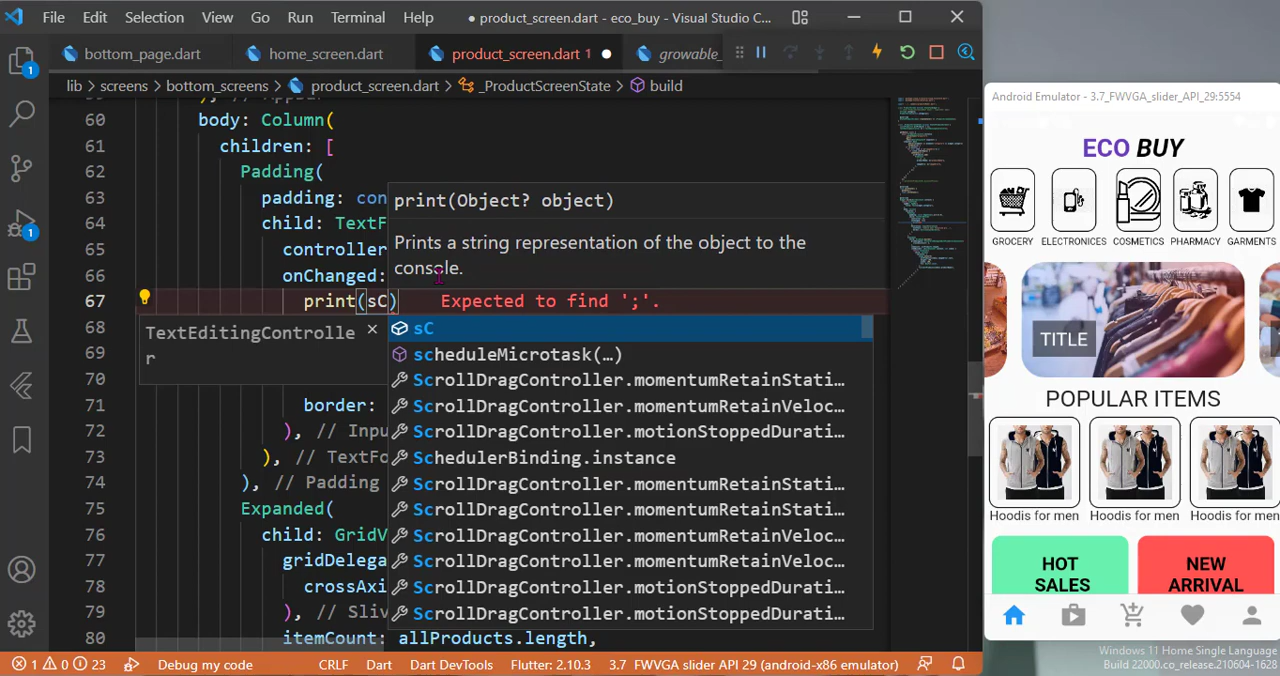 File Edit Selection View Go Run Terminal Help ● product_screen.dart - eco_buy - Visual Studio C...
bottom_page.dart home_screen.dart product_screen.dart 1 ● growable_
lib > screens > bottom_screens > product_screen.dart > _ProductScreenState > build
60 body: Column(
61 children: [
62 Padding(
63 padding: con
64 child: TextF
65 controller
66 onChanged:
67 print(sC) Expected to find ';'.
68
69
70
71 border:
72 ), // Inpu
73 ), // TextFo
74 ), // Padding
75 Expanded(
76 child: GridV
77 gridDelega
78 crossAxi
79 ), // Sliv
80 itemCount: allProducts.length,
print(Object? object)
Prints a string representation of the object to the
console.
TextEditingControlle
r
sC
scheduleMicrotask(…)
ScrollDragController.momentumRetainStati…
ScrollDragController.momentumRetainVeloc…
ScrollDragController.motionStoppedDurati…
SchedulerBinding.instance
ScrollDragController.momentumRetainStati…
ScrollDragController.motionStoppedDurati…
ScrollDragController.momentumRetainStati…
ScrollDragController.momentumRetainVeloc…
ScrollDragController.motionStoppedDurati…
ScrollDragController.motionStoppedDurati…
1
1
1 0 23 Debug my code CRLF Dart Dart DevTools Flutter: 2.10.3 3.7 FWVGA slider API 29 (android-x86 emulator)
Android Emulator - 3.7_FWVGA_slider_API_29:5554
ECO BUY
GROCERY ELECTRONICES COSMETICS PHARMACY GARMENTS
TITLE
POPULAR ITEMS
Hoodis for men Hoodis for men Hoodis for men
HOT
SALES
NEW
ARRIVAL
Windows 11 Home Single Language
Build 22000.co_release.210604-1628